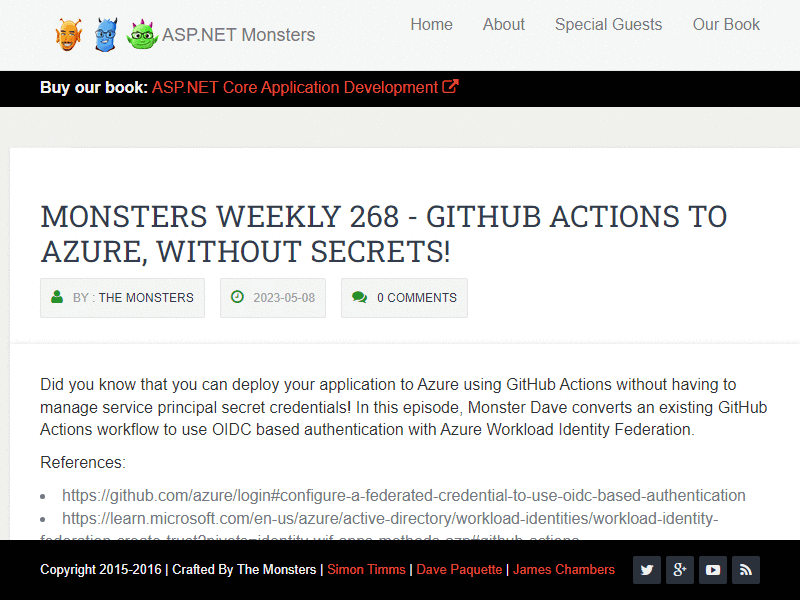 ASP.NET Monsters
Home
About
Special Guests
Our Book
Buy our book: ASP.NET Core Application Development
MONSTERS WEEKLY 268 - GITHUB ACTIONS TO
AZURE, WITHOUT SECRETS!
BY : THE MONSTERS
2023-05-08
0 COMMENTS
Did you know that you can deploy your application to Azure using GitHub Actions without having to
manage service principal secret credentials! In this episode, Monster Dave converts an existing GitHub
Actions workflow to use OIDC based authentication with Azure Workload Identity Federation.
References:
https://github.com/azure/login#configure-a-federated-credential-to-use-oidc-based-authentication
https://learn.microsoft.com/en-us/azure/active-directory/workload-identities/workload-identity-
Copyright 2015-2016 | Crafted By The Monsters | Simon Timms | Dave Paquette | James Chambers